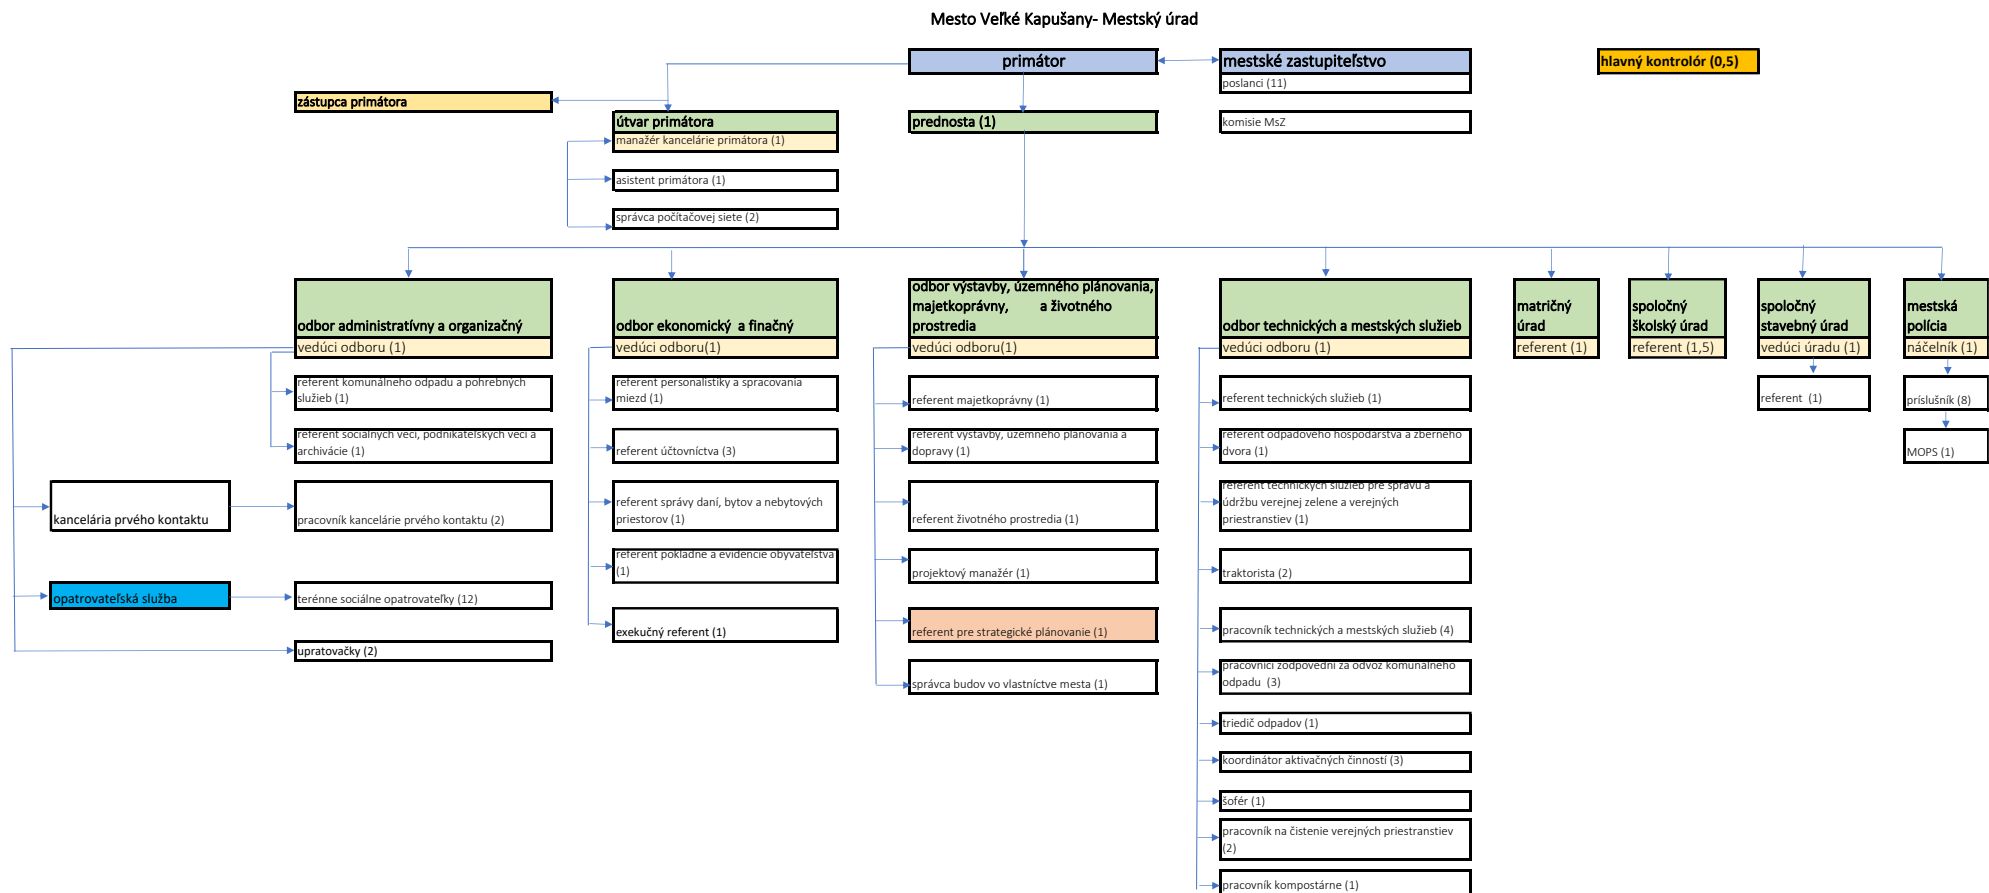 Mesto Veľké Kapušany- Mestský úrad
primátor
mestské zastupiteľstvo
hlavný kontrolór (0,5)
poslanci (11)
zástupca primátora
útvar primátora
prednosta (1)
komisie MsZ
manažér kancelárie primátora (1)
asistent primátora (1)
správca počítačovej siete (2)
odbor administratívny a organizačný
vedúci odboru (1)
referent komunálneho odpadu a pohrebných
služieb (1)
referent sociálnych vecí, podnikateľských vecí a
archivácie (1)
kancelária prvého kontaktu
pracovník kancelárie prvého kontaktu (2)
opatrovateľská služba
terénne sociálne opatrovateľky (12)
upratovačky (2)
odbor ekonomický  a finačný
vedúci odboru(1)
referent personalistiky a spracovania
miezd (1)
referent účtovníctva (3)
referent správy daní, bytov a nebytových
priestorov (1)
referent pokladne a evidencie obyvateľstva
(1)
exekučný referent (1)
odbor výstavby, územného plánovania,
majetkoprávny,       a životného
prostredia
vedúci odboru(1)
referent majetkoprávny (1)
referent výstavby, územného plánovania a
dopravy (1)
referent životného prostredia (1)
projektový manažér (1)
referent pre strategické plánovanie (1)
správca budov vo vlastníctve mesta (1)
odbor technických a mestských služieb
vedúci odboru (1)
referent technických služieb (1)
referent odpadového hospodárstva a zberného
dvora (1)
referent technických služieb pre správu a
údržbu verejnej zelene a verejných
priestranstiev (1)
traktorista (2)
pracovník technických a mestských služieb (4)
pracovníci zodpovední za odvoz komunálneho
odpadu  (3)
triedič odpadov (1)
koordinátor aktivačných činností (3)
šofér (1)
pracovník na čistenie verejných priestranstiev
(2)
pracovník kompostárne (1)
matričný
úrad
referent (1)
spoločný
školský úrad
referent (1,5)
spoločný
stavebný úrad
vedúci úradu (1)
referent  (1)
mestská
polícia
náčelník (1)
príslušník (8)
MOPS (1)